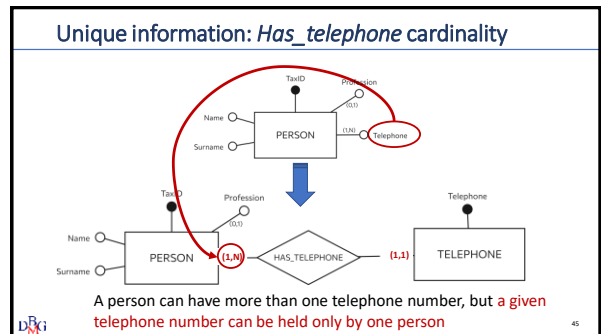 Unique information: Has_telephone cardinality
TaxID
Profession
(0,1)
Name
PERSON
(1,N)
Telephone
Surname
TaxID
Profession
(0,1)
Name
PERSON
Surname
(1,N)
HAS_TELEPHONE
(1,1)
Telephone
TELEPHONE
A person can have more than one telephone number, but a given
telephone number can be held only by one person
DBMG
45